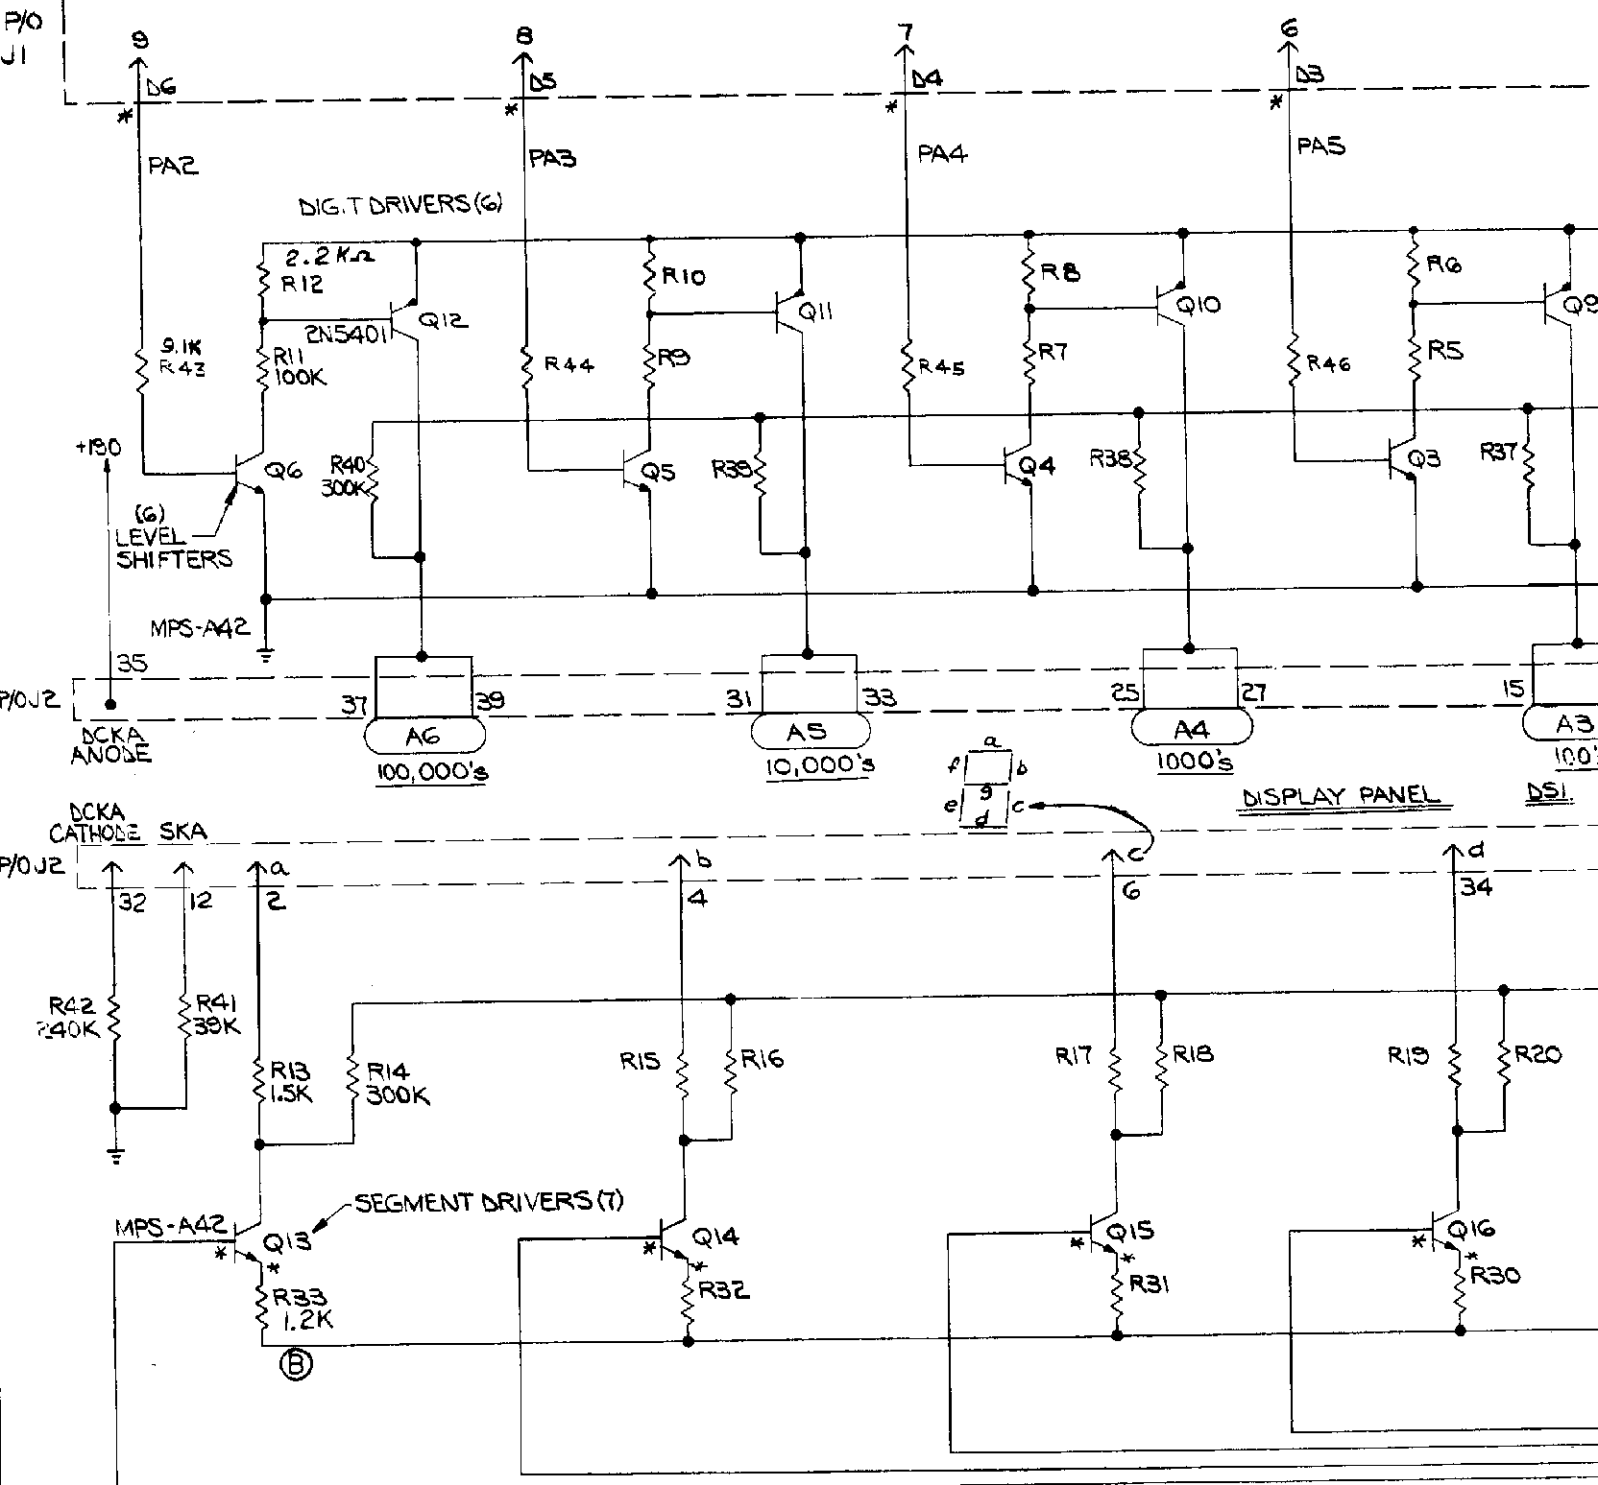 P/O
J1
9
8
7
6
D6
D5
D4
D3
*
*
*
*
PA2
PA3
PA4
PA5
DIG.T DRIVERS (6)
2.2KΩ
R12
R10
R8
R6
2N5401
Q12
Q11
Q10
Q9
9.1K
R43
R11
100K
R44
R9
R45
R7
R46
R5
+190
Q6
R40
300K
Q5
R39
Q4
R38
Q3
R37
(6)
LEVEL
SHIFTERS
MPS-A42
35
P/O J2
37
39
31
33
25
27
15
DCKA
ANODE
A6
A5
A4
A3
100,000's
10,000's
1000's
100'
a
f
b
g
e
c
d
DISPLAY PANEL
DS1
DCKA
CATHODE
SKA
P/O J2
a
b
c
d
32
12
2
4
6
34
R42
240K
R41
39K
R13
1.5K
R14
300K
R15
R16
R17
R18
R19
R20
SEGMENT DRIVERS (7)
MPS-A42
*
Q13
*
*
Q14
*
*
Q15
*
*
Q16
*
R33
1.2K
R32
R31
R30
B